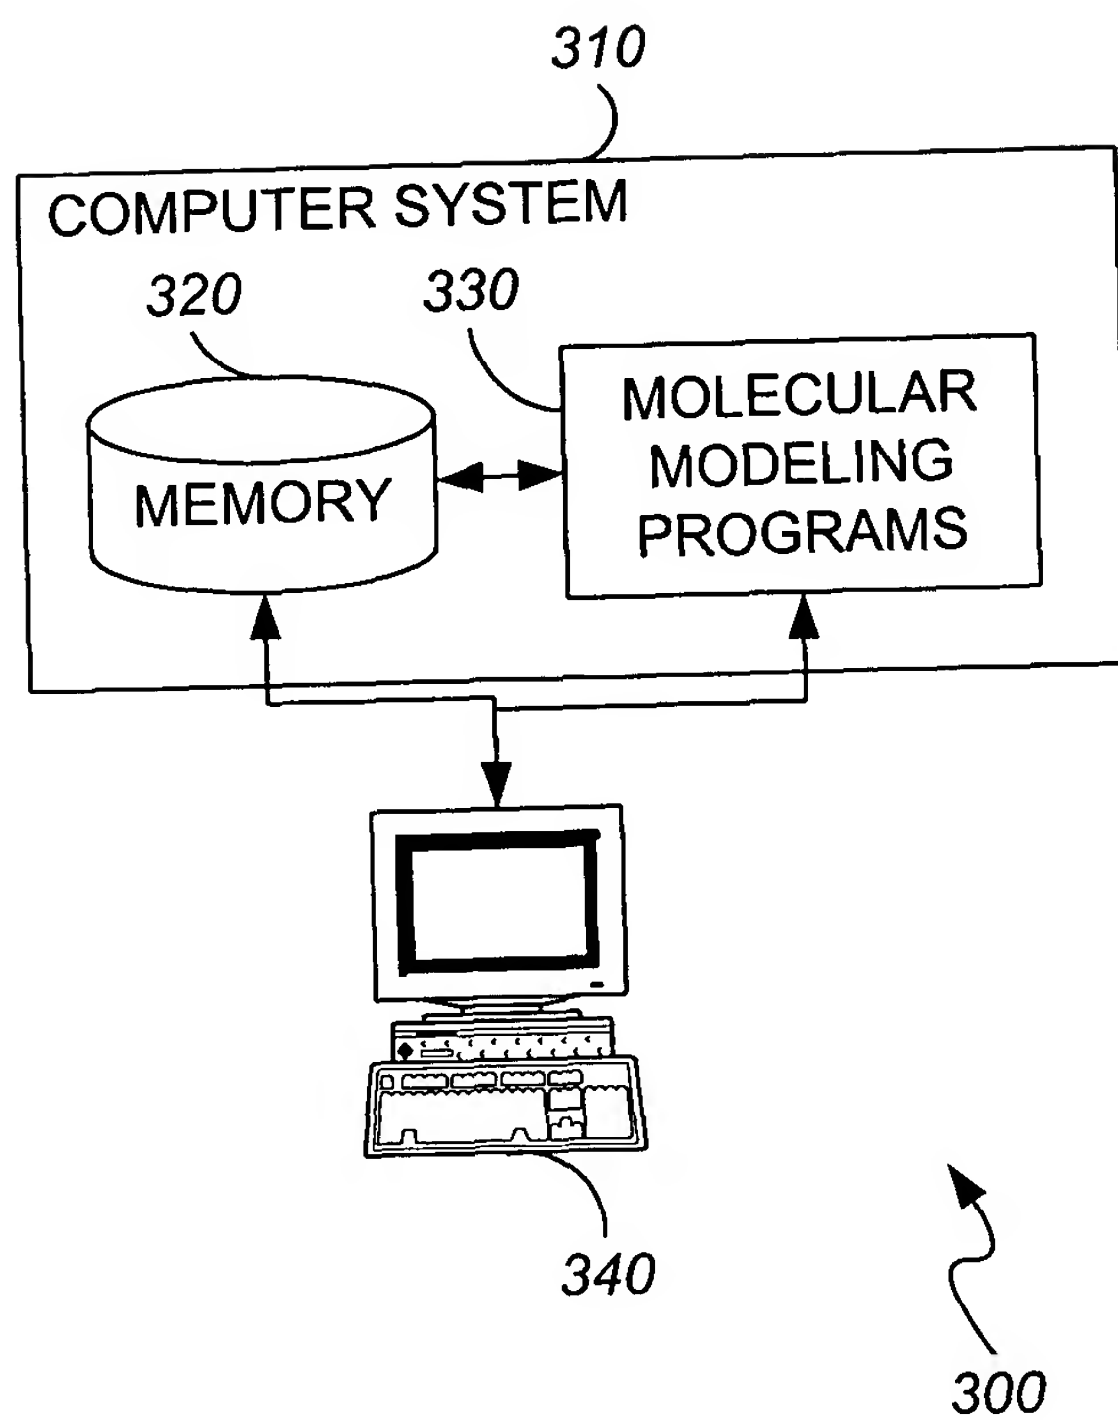 310
COMPUTER SYSTEM
320
330
MEMORY
MOLECULAR
MODELING
PROGRAMS
340
300